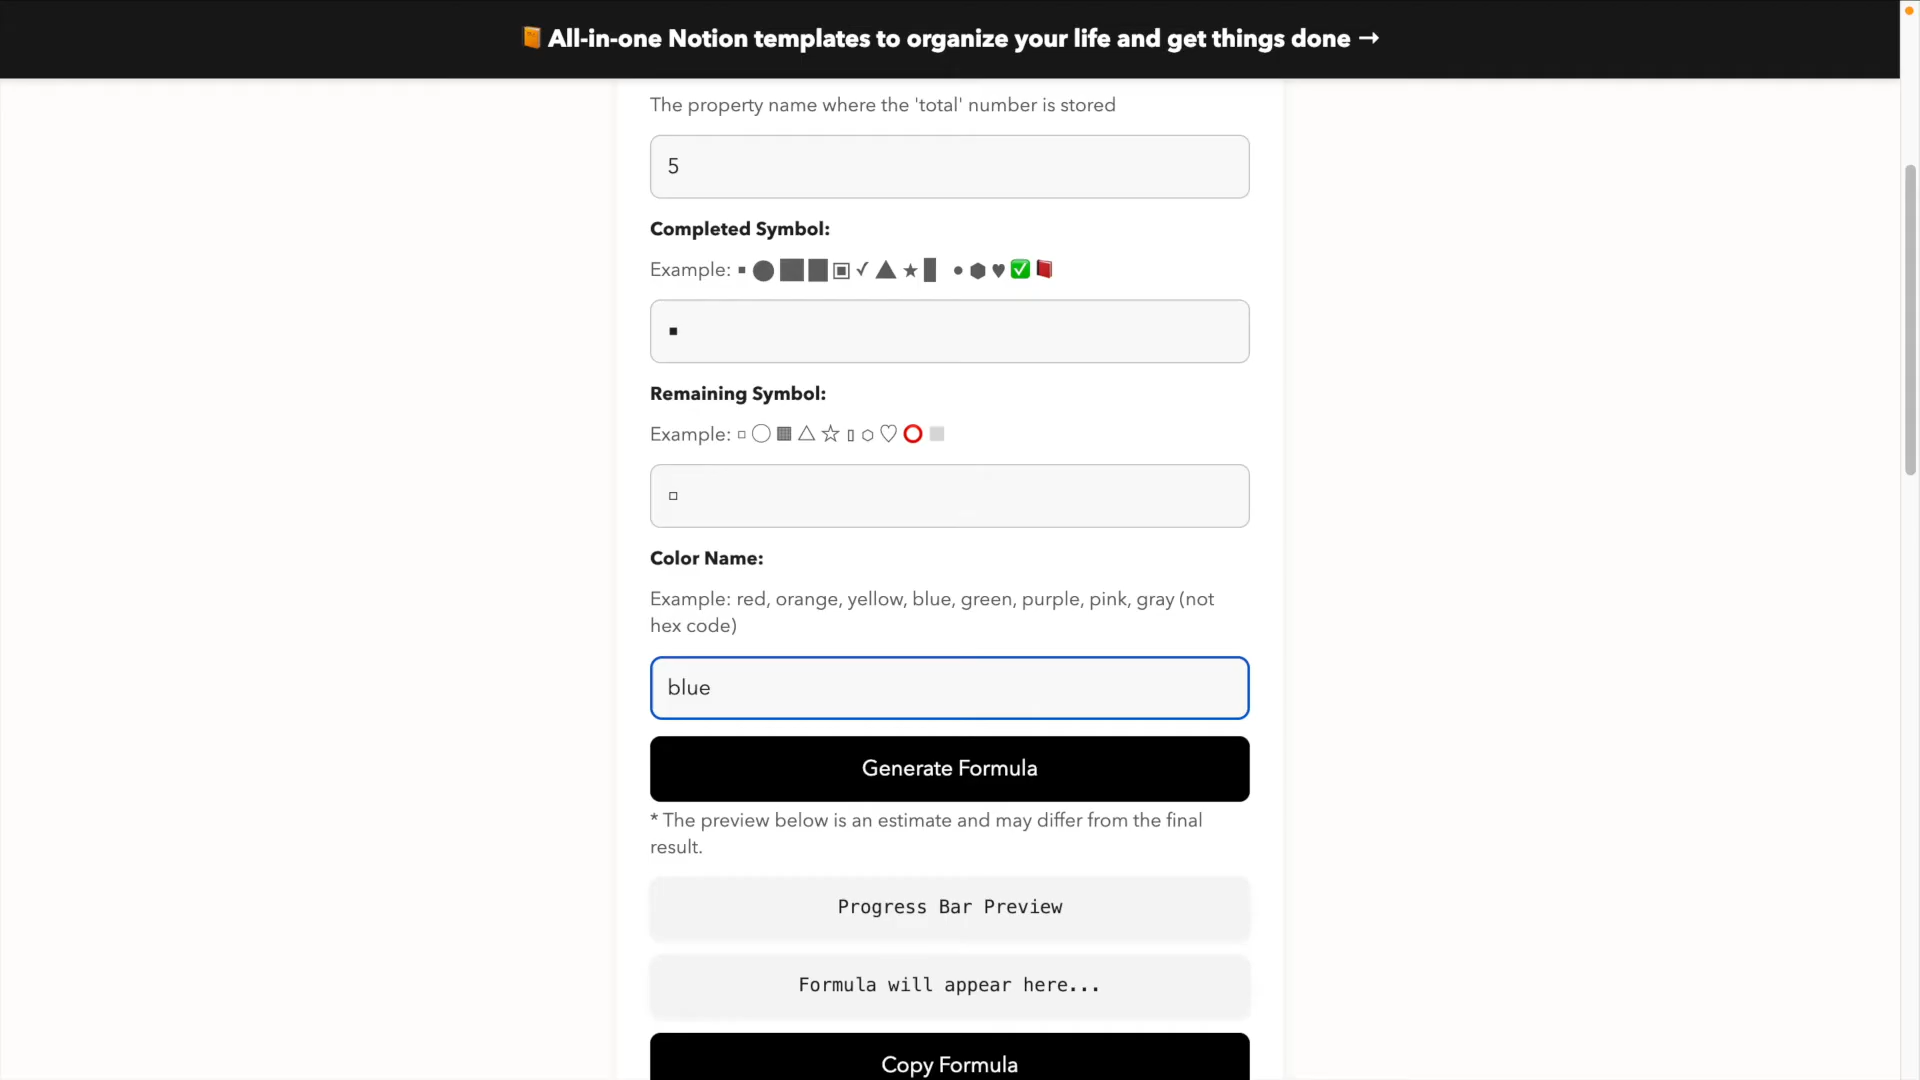 📙 All-in-one Notion templates to organize your life and get things done →
The property name where the 'total' number is stored
5
Completed Symbol:
Example: ▪ ⬤ ■ ■ ▣ ✓ ▲ ★ █ • ⬢ ♥ ✅ 📕
▪
Remaining Symbol:
Example: ▫ ◯ ▦ △ ☆ ▯ ⬡ ♡ ⭕ ◽
▫
Color Name:
Example: red, orange, yellow, blue, green, purple, pink, gray (not
hex code)
blue
Generate Formula
* The preview below is an estimate and may differ from the final
result.
Progress Bar Preview
Formula will appear here...
Copy Formula